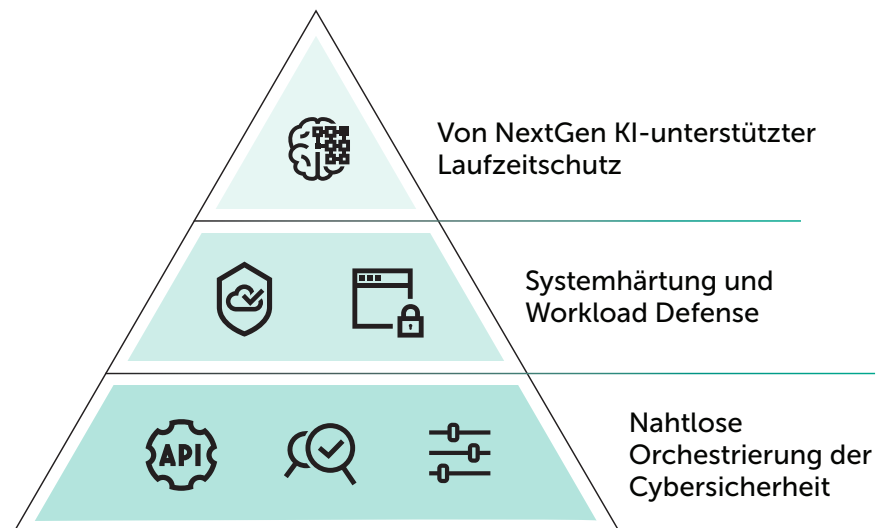 Von NextGen KI-unterstützter
Laufzeitschutz
Systemhärtung und
Workload Defense
API
Nahtlose
Orchestrierung der
Cybersicherheit